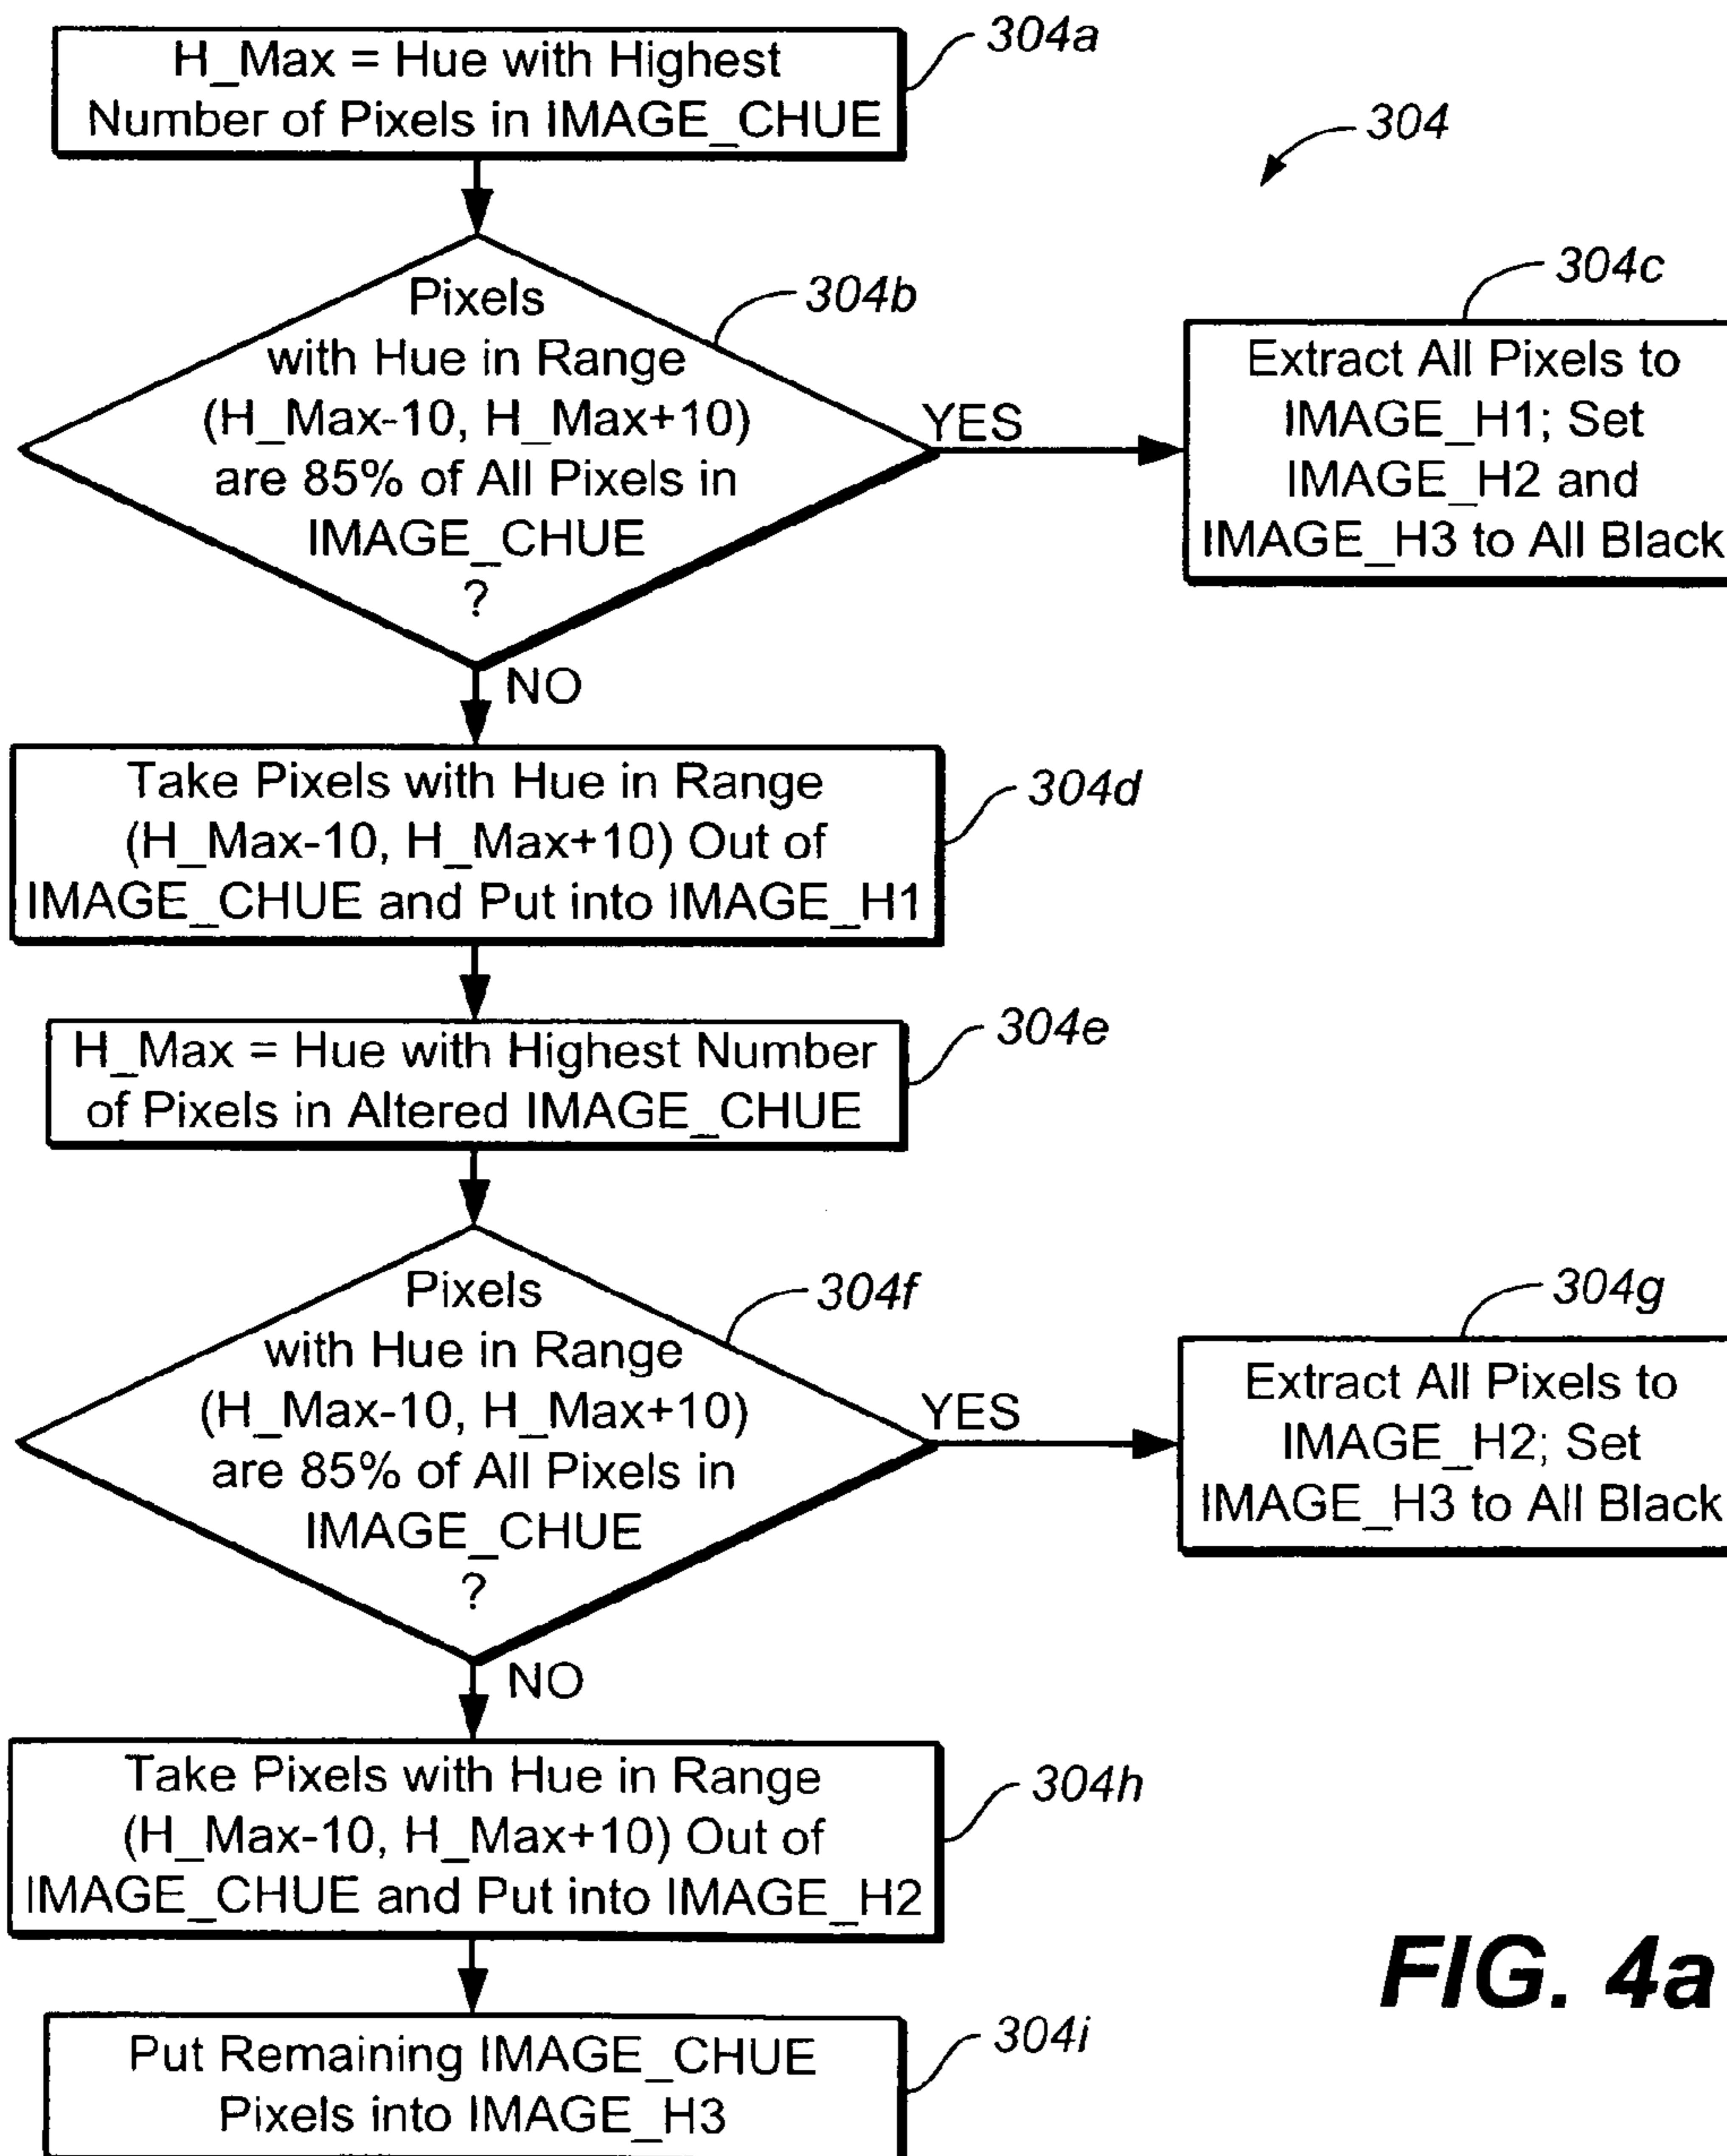 304a
H_Max = Hue with Highest
Number of Pixels in IMAGE_CHUE
304
304b
Pixels
with Hue in Range
(H_Max-10, H_Max+10)
are 85% of All Pixels in
IMAGE_CHUE
?
YES
304c
Extract All Pixels to
IMAGE_H1; Set
IMAGE_H2 and
IMAGE_H3 to All Black
NO
304d
Take Pixels with Hue in Range
(H_Max-10, H_Max+10) Out of
IMAGE_CHUE and Put into IMAGE_H1
304e
H_Max = Hue with Highest Number
of Pixels in Altered IMAGE_CHUE
304f
Pixels
with Hue in Range
(H_Max-10, H_Max+10)
are 85% of All Pixels in
IMAGE_CHUE
?
YES
304g
Extract All Pixels to
IMAGE_H2; Set
IMAGE_H3 to All Black
NO
304h
Take Pixels with Hue in Range
(H_Max-10, H_Max+10) Out of
IMAGE_CHUE and Put into IMAGE_H2
304i
Put Remaining IMAGE_CHUE
Pixels into IMAGE_H3
FIG. 4a